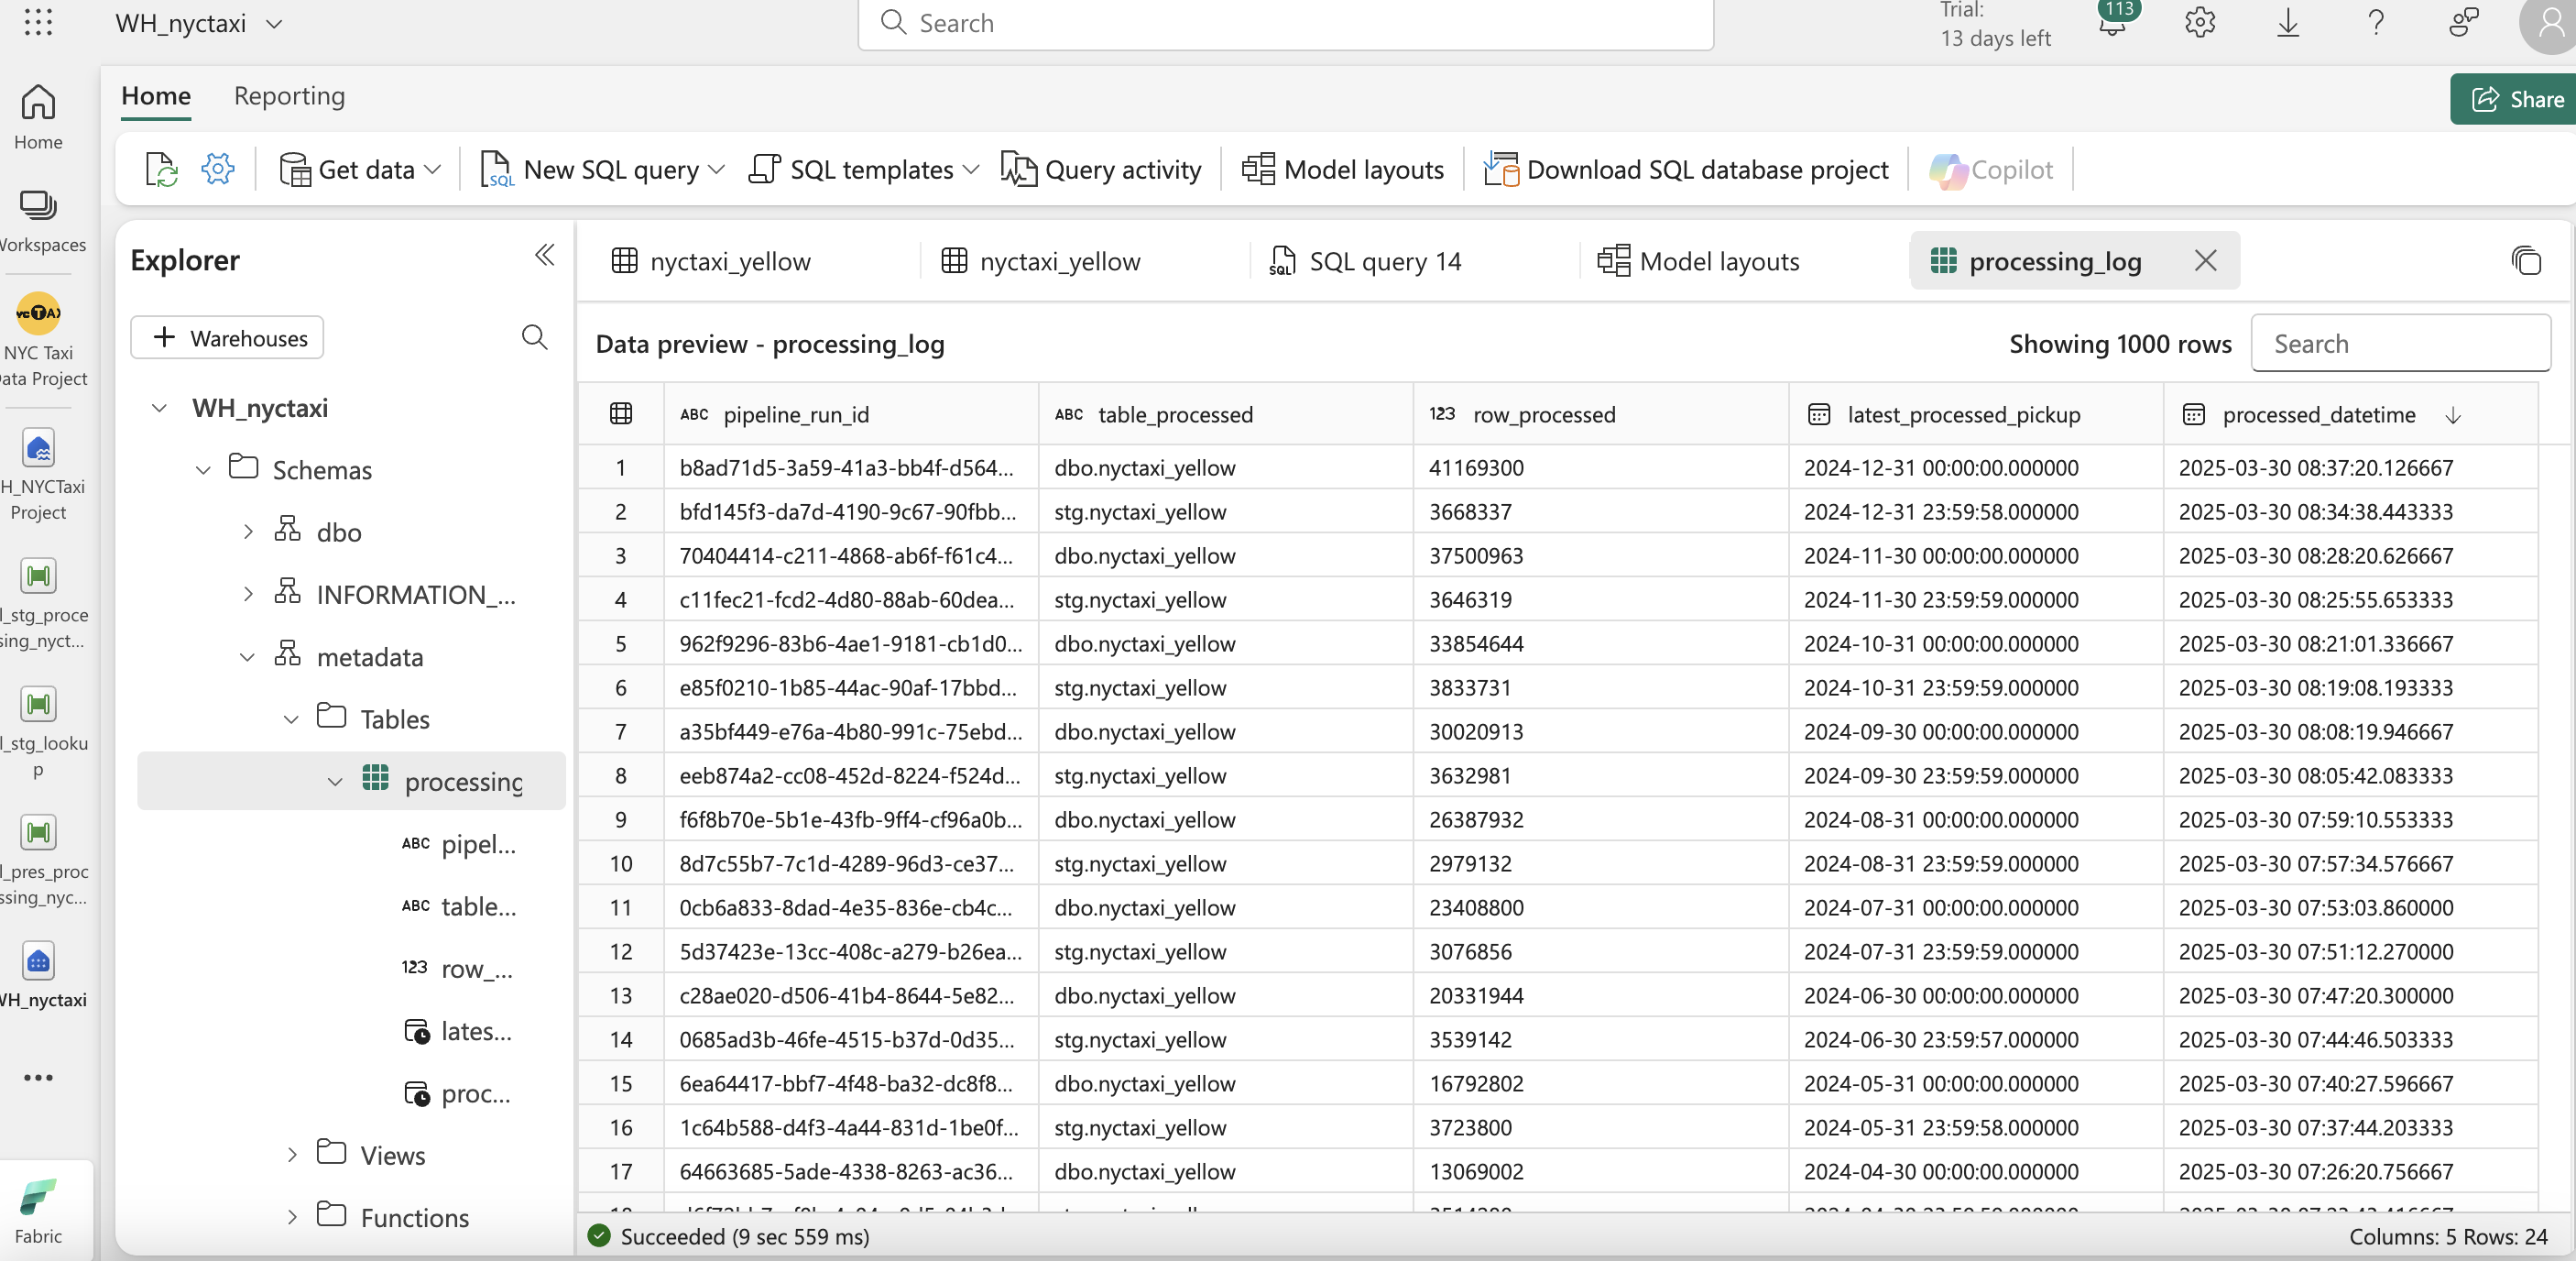 WH_nyctaxi
Search
Trial:
13 days left
113
Home
Reporting
Share
Get data
New SQL query
SQL templates
Query activity
Model layouts
Download SQL database project
Copilot
Home
Workspaces
NYC Taxi
Data Project
H_NYCTaxi
Project
l_stg_proce
sing_nyct...
l_stg_looku
p
l_pres_proc
ssing_nyc...
WH_nyctaxi
Fabric
Explorer
Warehouses
WH_nyctaxi
Schemas
dbo
INFORMATION_...
metadata
Tables
processing
ABC pipel...
ABC table...
123 row_...
lates...
proc...
Views
Functions
nyctaxi_yellow
nyctaxi_yellow
SQL query 14
Model layouts
processing_log
Data preview - processing_log
Showing 1000 rows
Search
ABC pipeline_run_id ABC table_processed 123 row_processed latest_processed_pickup processed_datetime
1 b8ad71d5-3a59-41a3-bb4f-d564... dbo.nyctaxi_yellow 41169300 2024-12-31 00:00:00.000000 2025-03-30 08:37:20.126667
2 bfd145f3-da7d-4190-9c67-90fbb... stg.nyctaxi_yellow 3668337 2024-12-31 23:59:58.000000 2025-03-30 08:34:38.443333
3 70404414-c211-4868-ab6f-f61c4... dbo.nyctaxi_yellow 37500963 2024-11-30 00:00:00.000000 2025-03-30 08:28:20.626667
4 c11fec21-fcd2-4d80-88ab-60dea... stg.nyctaxi_yellow 3646319 2024-11-30 23:59:59.000000 2025-03-30 08:25:55.653333
5 962f9296-83b6-4ae1-9181-cb1d0... dbo.nyctaxi_yellow 33854644 2024-10-31 00:00:00.000000 2025-03-30 08:21:01.336667
6 e85f0210-1b85-44ac-90af-17bbd... stg.nyctaxi_yellow 3833731 2024-10-31 23:59:59.000000 2025-03-30 08:19:08.193333
7 a35bf449-e76a-4b80-991c-75ebd... dbo.nyctaxi_yellow 30020913 2024-09-30 00:00:00.000000 2025-03-30 08:08:19.946667
8 eeb874a2-cc08-452d-8224-f524d... stg.nyctaxi_yellow 3632981 2024-09-30 23:59:59.000000 2025-03-30 08:05:42.083333
9 f6f8b70e-5b1e-43fb-9ff4-cf96a0b... dbo.nyctaxi_yellow 26387932 2024-08-31 00:00:00.000000 2025-03-30 07:59:10.553333
10 8d7c55b7-7c1d-4289-96d3-ce37... stg.nyctaxi_yellow 2979132 2024-08-31 23:59:59.000000 2025-03-30 07:57:34.576667
11 0cb6a833-8dad-4e35-836e-cb4c... dbo.nyctaxi_yellow 23408800 2024-07-31 00:00:00.000000 2025-03-30 07:53:03.860000
12 5d37423e-13cc-408c-a279-b26ea... stg.nyctaxi_yellow 3076856 2024-07-31 23:59:59.000000 2025-03-30 07:51:12.270000
13 c28ae020-d506-41b4-8644-5e82... dbo.nyctaxi_yellow 20331944 2024-06-30 00:00:00.000000 2025-03-30 07:47:20.300000
14 0685ad3b-46fe-4515-b37d-0d35... stg.nyctaxi_yellow 3539142 2024-06-30 23:59:57.000000 2025-03-30 07:44:46.503333
15 6ea64417-bbf7-4f48-ba32-dc8f8... dbo.nyctaxi_yellow 16792802 2024-05-31 00:00:00.000000 2025-03-30 07:40:27.596667
16 1c64b588-d4f3-4a44-831d-1be0f... stg.nyctaxi_yellow 3723800 2024-05-31 23:59:58.000000 2025-03-30 07:37:44.203333
17 64663685-5ade-4338-8263-ac36... dbo.nyctaxi_yellow 13069002 2024-04-30 00:00:00.000000 2025-03-30 07:26:20.756667
Succeeded (9 sec 559 ms)
Columns: 5 Rows: 24